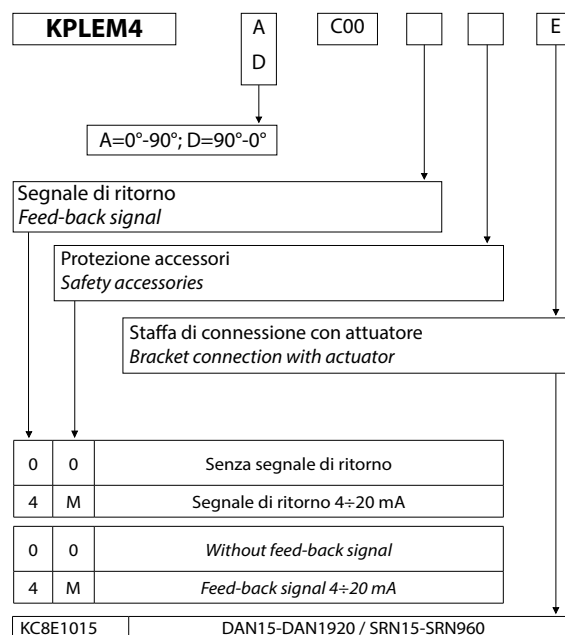 KPLEM4 A C00 E
D
A=0°-90°; D=90°-0°
Segnale di ritorno
Feed-back signal
Protezione accessori
Safety accessories
Staffa di connessione con attuatore
Bracket connection with actuator
0 0 Senza segnale di ritorno
4 M Segnale di ritorno 4÷20 mA
0 0 Without feed-back signal
4 M Feed-back signal 4÷20 mA
KC8E1015 DAN15-DAN1920 / SRN15-SRN960